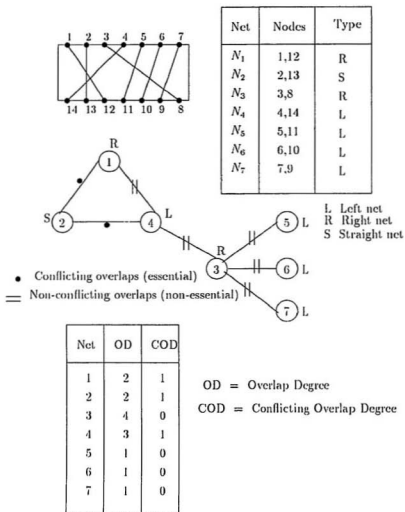 1 2 3 4 5 6 7
14 13 12 11 10 9 8
Net Nodes Type
N1 1,12 R
N2 2,13 S
N3 3,8 R
N4 4,14 L
N5 5,11 L
N6 6,10 L
N7 7,9 L
R
1
S 2
4 L
R
3
5 L
6 L
7 L
L Left net
R Right net
S Straight net
• Conflicting overlaps (essential)
= Non-conflicting overlaps (non-essential)
Net OD COD
1 2 1
2 2 1
3 4 0
4 3 1
5 1 0
6 1 0
7 1 0
OD = Overlap Degree
COD = Conflicting Overlap Degree